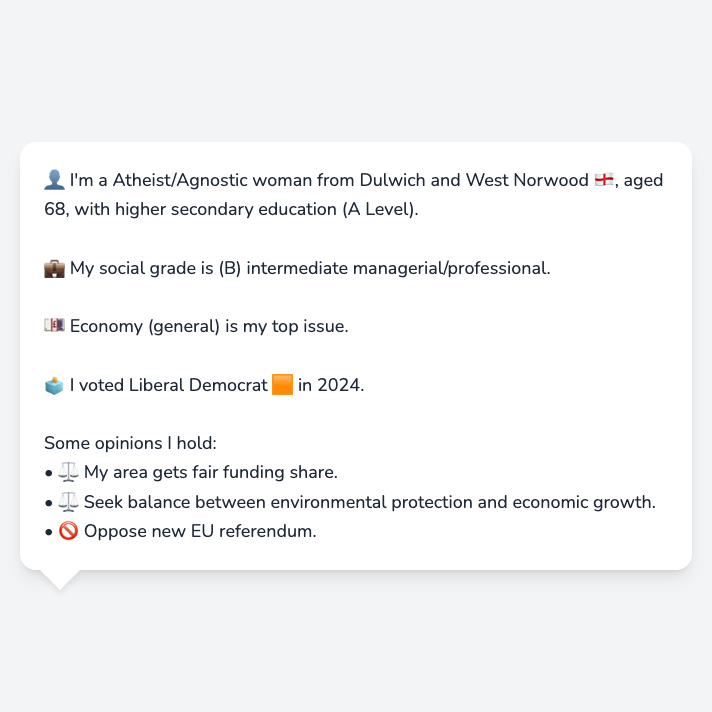 👤 I'm a Atheist/Agnostic woman from Dulwich and West Norwood 🏴󠁧󠁢󠁥󠁮󠁧󠁿, aged
68, with higher secondary education (A Level).
💼 My social grade is (B) intermediate managerial/professional.
💷 Economy (general) is my top issue.
🗳️ I voted Liberal Democrat 🟧 in 2024.
Some opinions I hold:
• ⚖️ My area gets fair funding share.
• ⚖️ Seek balance between environmental protection and economic growth.
• 🚫 Oppose new EU referendum.